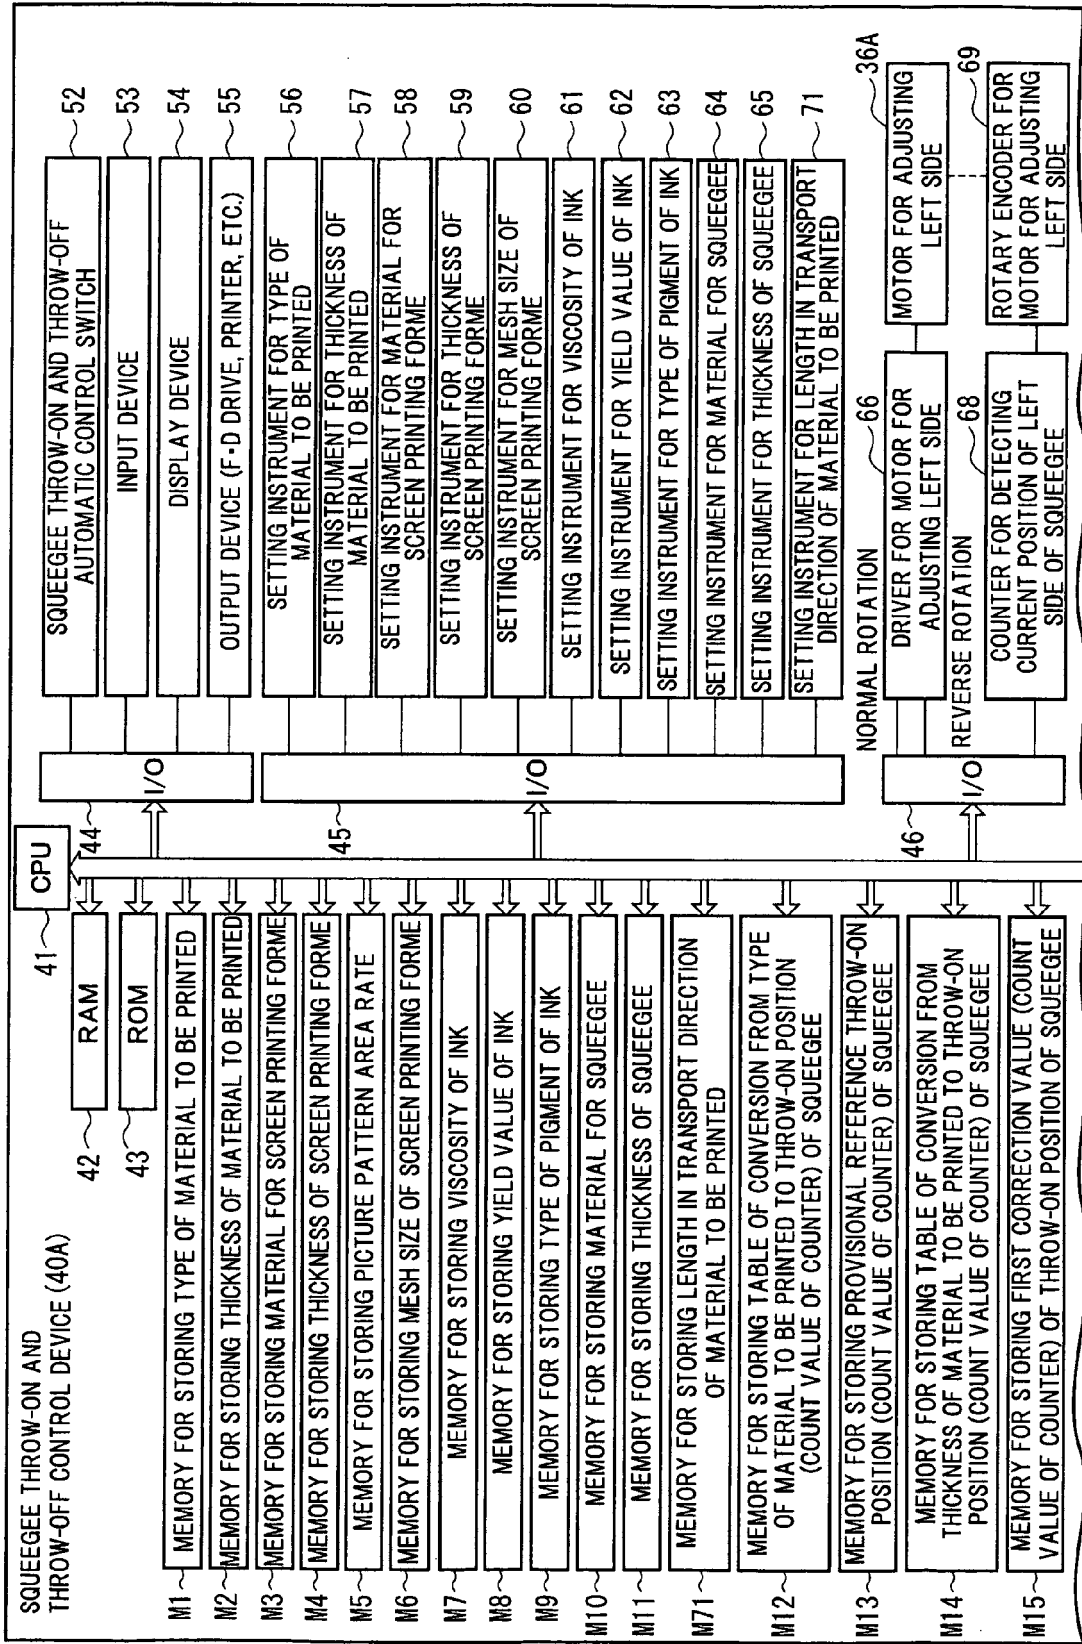 SQUEEGEE THROW-ON AND
THROW-OFF CONTROL DEVICE (40A)
41
CPU
42
RAM
43
ROM
M1
MEMORY FOR STORING TYPE OF MATERIAL TO BE PRINTED
M2
MEMORY FOR STORING THICKNESS OF MATERIAL TO BE PRINTED
M3
MEMORY FOR STORING MATERIAL FOR SCREEN PRINTING FORME
M4
MEMORY FOR STORING THICKNESS OF SCREEN PRINTING FORME
M5
MEMORY FOR STORING PICTURE PATTERN AREA RATE
M6
MEMORY FOR STORING MESH SIZE OF SCREEN PRINTING FORME
M7
MEMORY FOR STORING VISCOSITY OF INK
M8
MEMORY FOR STORING YIELD VALUE OF INK
M9
MEMORY FOR STORING TYPE OF PIGMENT OF INK
M10
MEMORY FOR STORING MATERIAL FOR SQUEEGEE
M11
MEMORY FOR STORING THICKNESS OF SQUEEGEE
M71
MEMORY FOR STORING LENGTH IN TRANSPORT DIRECTION
OF MATERIAL TO BE PRINTED
M12
MEMORY FOR STORING TABLE OF CONVERSION FROM TYPE
OF MATERIAL TO BE PRINTED TO THROW-ON POSITION
(COUNT VALUE OF COUNTER) OF SQUEEGEE
M13
MEMORY FOR STORING PROVISIONAL REFERENCE THROW-ON
POSITION (COUNT VALUE OF COUNTER) OF SQUEEGEE
M14
MEMORY FOR STORING TABLE OF CONVERSION FROM
THICKNESS OF MATERIAL TO BE PRINTED TO THROW-ON
POSITION (COUNT VALUE OF COUNTER) OF SQUEEGEE
M15
MEMORY FOR STORING FIRST CORRECTION VALUE (COUNT
VALUE OF COUNTER) OF THROW-ON POSITION OF SQUEEGEE
44
I/O
SQUEEGEE THROW-ON AND THROW-OFF
AUTOMATIC CONTROL SWITCH
52
INPUT DEVICE
53
DISPLAY DEVICE
54
OUTPUT DEVICE (F·D DRIVE, PRINTER, ETC.)
55
45
I/O
SETTING INSTRUMENT FOR TYPE OF
MATERIAL TO BE PRINTED
56
SETTING INSTRUMENT FOR THICKNESS OF
MATERIAL TO BE PRINTED
57
SETTING INSTRUMENT FOR MATERIAL FOR
SCREEN PRINTING FORME
58
SETTING INSTRUMENT FOR THICKNESS OF
SCREEN PRINTING FORME
59
SETTING INSTRUMENT FOR MESH SIZE OF
SCREEN PRINTING FORME
60
SETTING INSTRUMENT FOR VISCOSITY OF INK
61
SETTING INSTRUMENT FOR YIELD VALUE OF INK
62
SETTING INSTRUMENT FOR TYPE OF PIGMENT OF INK
63
SETTING INSTRUMENT FOR MATERIAL FOR SQUEEGEE
64
SETTING INSTRUMENT FOR THICKNESS OF SQUEEGEE
65
SETTING INSTRUMENT FOR LENGTH IN TRANSPORT
DIRECTION OF MATERIAL TO BE PRINTED
71
46
I/O
NORMAL ROTATION
66
DRIVER FOR MOTOR FOR
ADJUSTING LEFT SIDE
36A
MOTOR FOR ADJUSTING
LEFT SIDE
REVERSE ROTATION
68
COUNTER FOR DETECTING
CURRENT POSITION OF LEFT
SIDE OF SQUEEGEE
69
ROTARY ENCODER FOR
MOTOR FOR ADJUSTING
LEFT SIDE